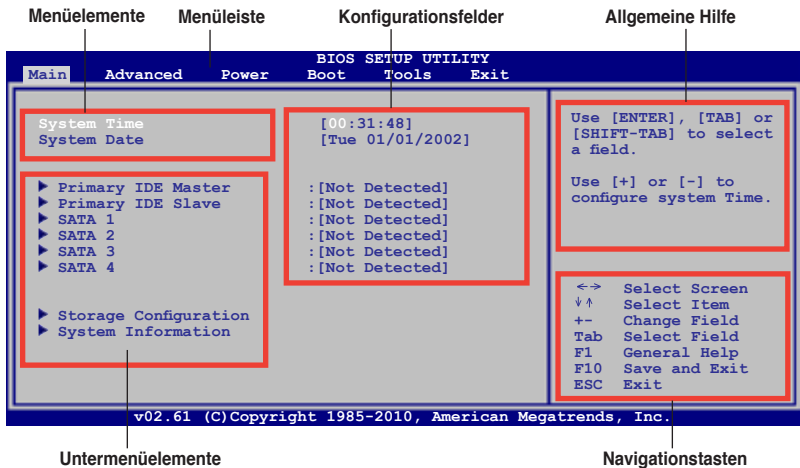 Menüelemente Menüleiste Konfigurationsfelder Allgemeine Hilfe
BIOS SETUP UTILITY
Main Advanced Power Boot Tools Exit
System Time [00:31:48]
System Date [Tue 01/01/2002]
Primary IDE Master :[Not Detected]
Primary IDE Slave :[Not Detected]
SATA 1 :[Not Detected]
SATA 2 :[Not Detected]
SATA 3 :[Not Detected]
SATA 4 :[Not Detected]
Storage Configuration
System Information
Use [ENTER], [TAB] or
[SHIFT-TAB] to select
a field.
Use [+] or [-] to
configure system Time.
←→ Select Screen
↓↑ Select Item
+- Change Field
Tab Select Field
F1 General Help
F10 Save and Exit
ESC Exit
v02.61 (C)Copyright 1985-2010, American Megatrends, Inc.
Untermenüelemente Navigationstasten